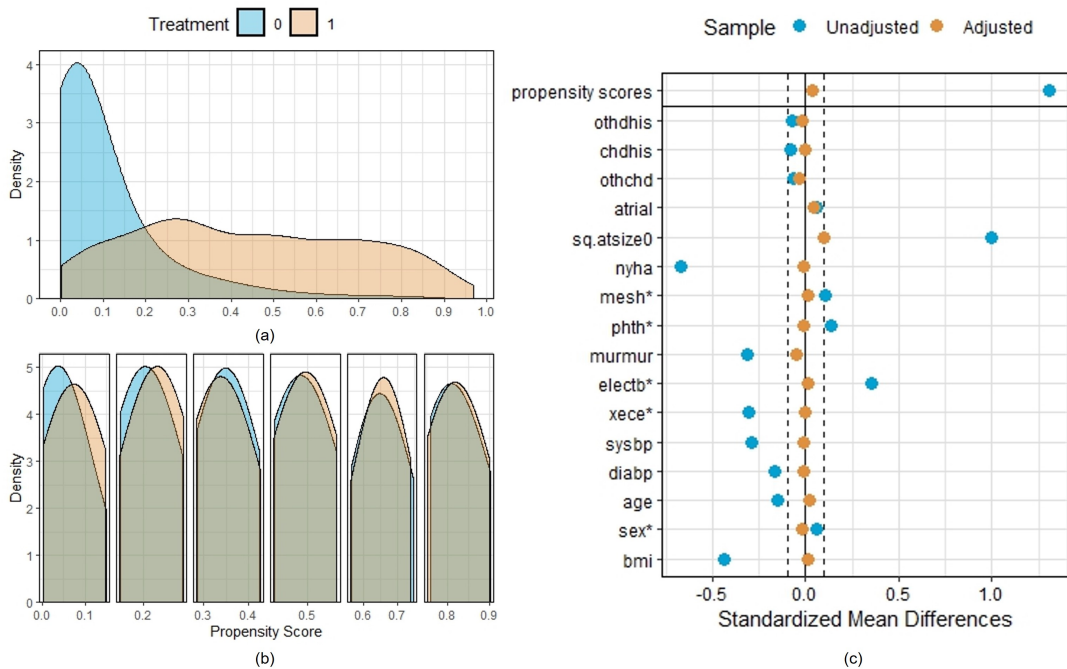 Treatment 0 1
4
3
2
1
0
Density
0.0 0.1 0.2 0.3 0.4 0.5 0.6 0.7 0.8 0.9 1.0
(a)
5
4
3
2
1
0
Density
0.0 0.1 0.2 0.3 0.4 0.5 0.6 0.7 0.8 0.9
Propensity Score
(b)
Sample Unadjusted Adjusted
propensity scores
othdhis
chdhis
othchd
atrial
sq.atsize0
nyha
mesh*
phth*
murmur
electb*
xece*
sysbp
diabp
age
sex*
bmi
-0.5 0.0 0.5 1.0
Standardized Mean Differences
(c)